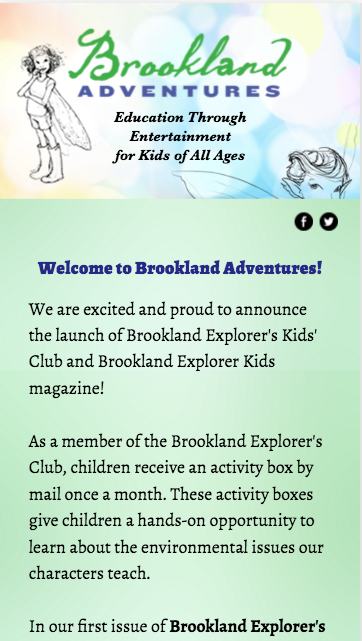 Brookland
ADVENTURES
Education Through
Entertainment
for Kids of All Ages
Welcome to Brookland Adventures!
We are excited and proud to announce
the launch of Brookland Explorer's Kids'
Club and Brookland Explorer Kids
magazine!
As a member of the Brookland Explorer's
Club, children receive an activity box by
mail once a month. These activity boxes
give children a hands-on opportunity to
learn about the environmental issues our
characters teach.
In our first issue of Brookland Explorer's